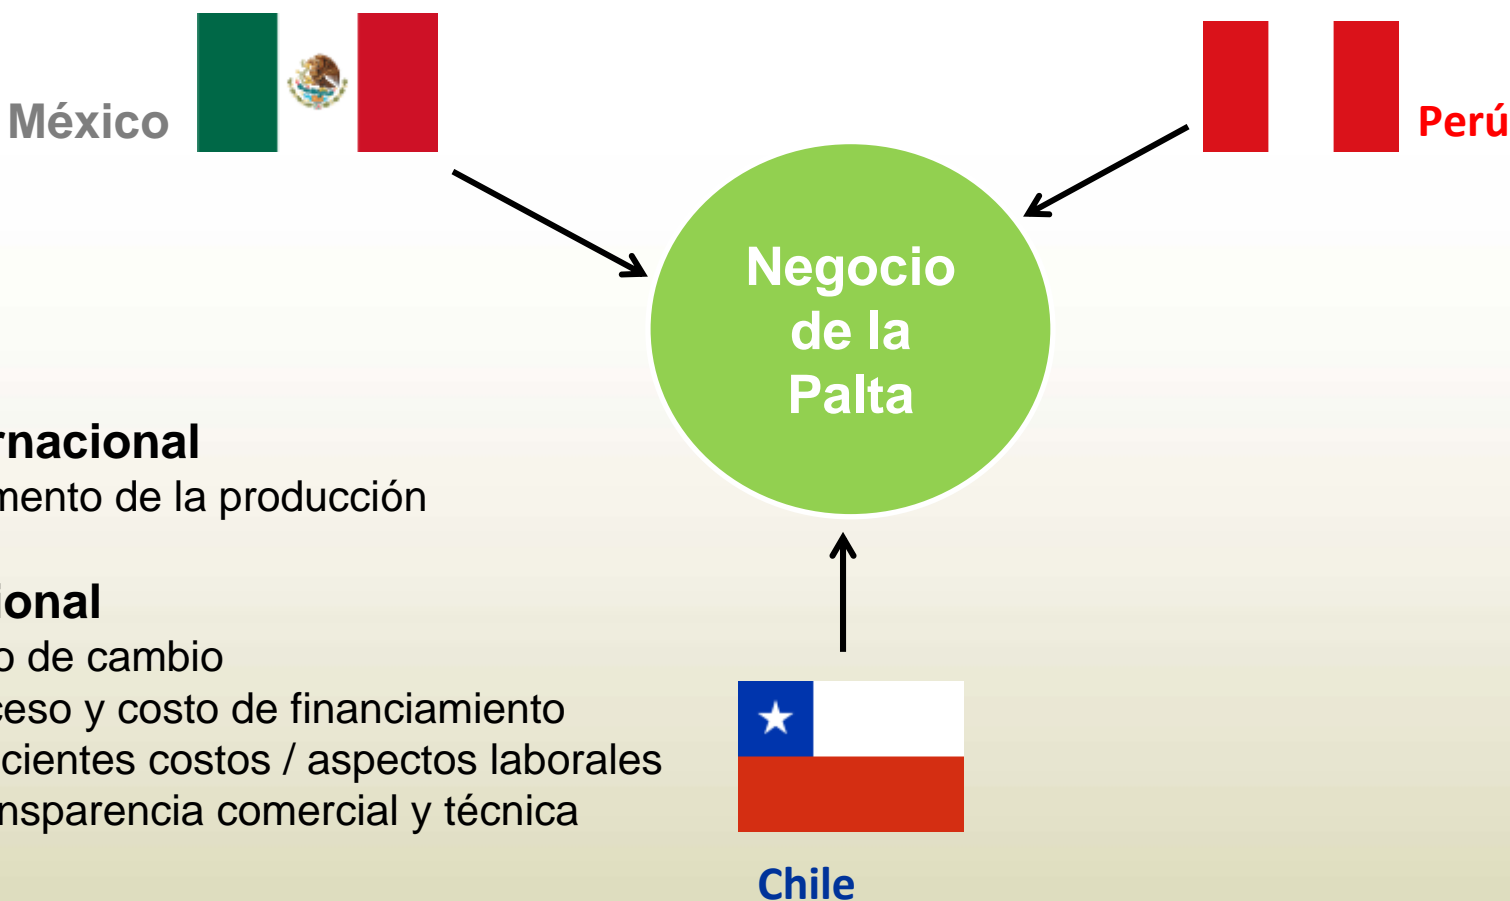 México
Perú
Negocio
de la
Palta
rnacional
mento de la producción
ional
o de cambio
ceso y costo de financiamiento
cientes costos / aspectos laborales
nsparencia comercial y técnica
Chile